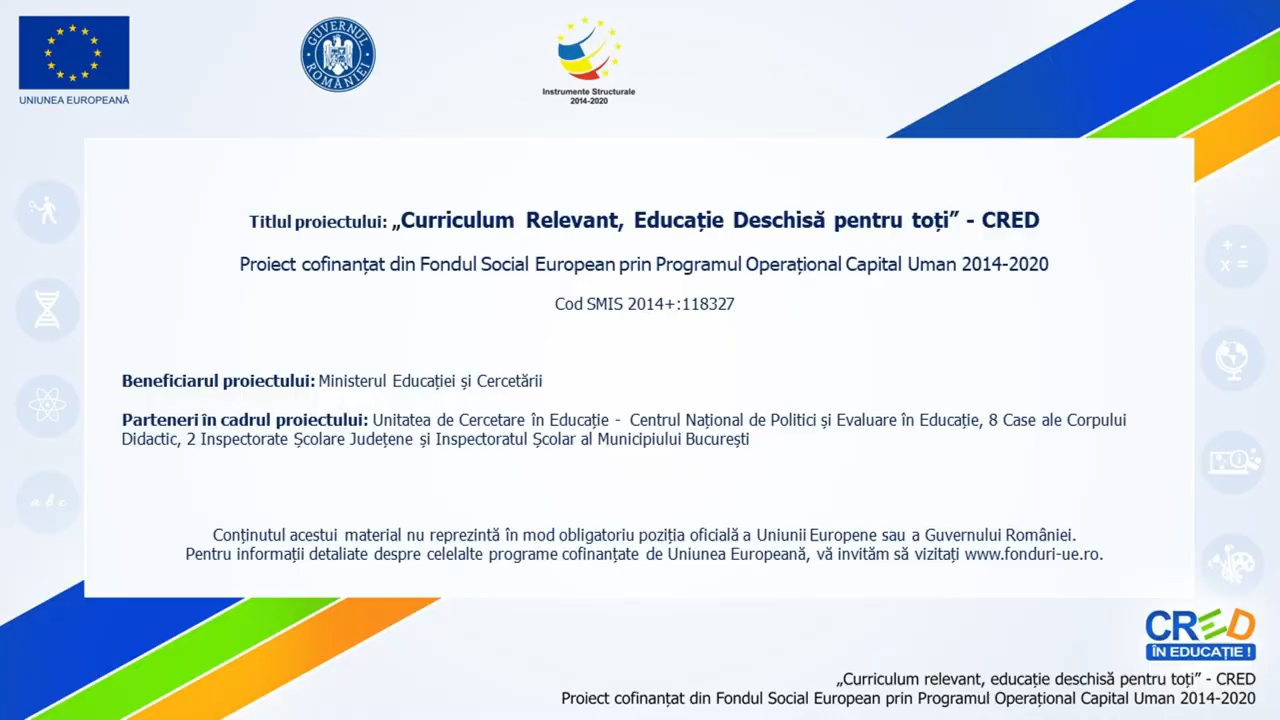 UNIUNEA EUROPEANĂ
GUVERNUL ROMÂNIEI
Instrumente Structurale
2014-2020
Titlul proiectului: „Curriculum Relevant, Educație Deschisă pentru toți” - CRED
Proiect cofinanțat din Fondul Social European prin Programul Operațional Capital Uman 2014-2020
Cod SMIS 2014+:118327
+ -
x =
Beneficiarul proiectului: Ministerul Educației și Cercetării
Parteneri în cadrul proiectului: Unitatea de Cercetare în Educație - Centrul Național de Politici și Evaluare în Educație, 8 Case ale Corpului
Didactic, 2 Inspectorate Școlare Județene și Inspectoratul Școlar al Municipiului București
a b c
Conținutul acestui material nu reprezintă în mod obligatoriu poziția oficială a Uniunii Europene sau a Guvernului României.
Pentru informații detaliate despre celelalte programe cofinanțate de Uniunea Europeană, vă invităm să vizitați www.fonduri-ue.ro.
CRED
ÎN EDUCAȚIE !
„Curriculum relevant, educație deschisă pentru toți” - CRED
Proiect cofinanțat din Fondul Social European prin Programul Operațional Capital Uman 2014-2020